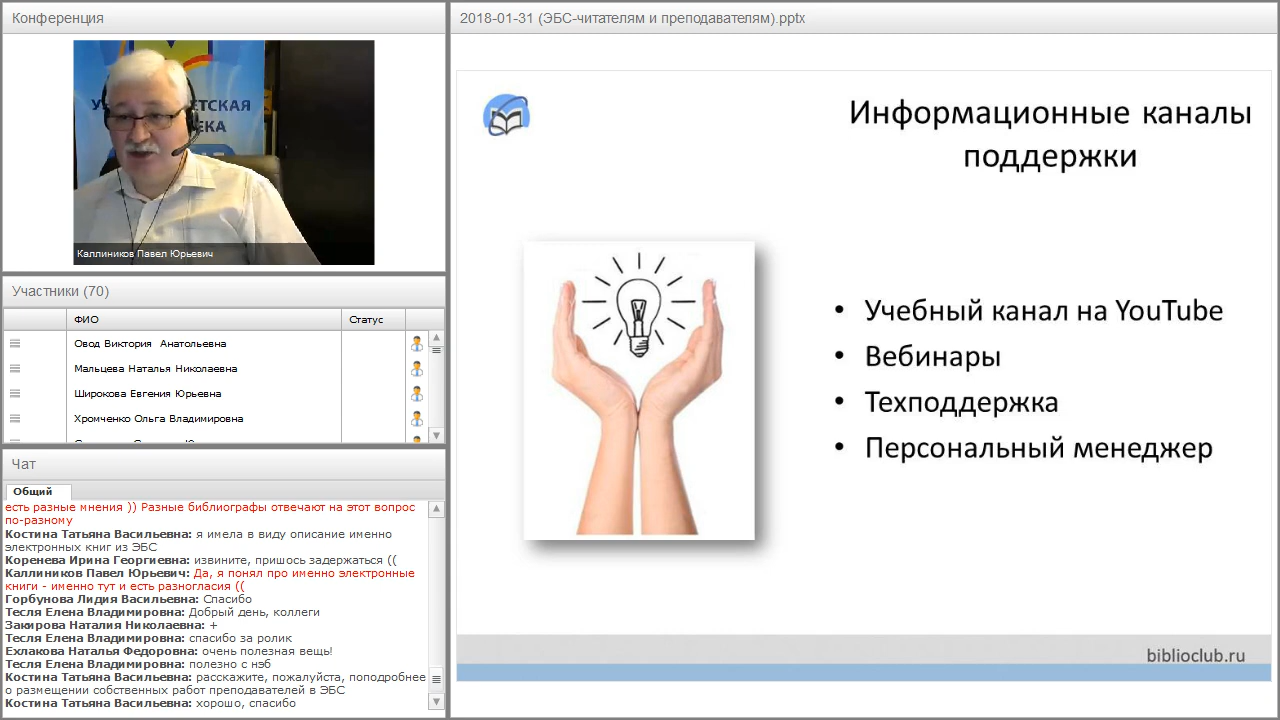 Конференция
УН
ЕТСКАЯ
ЕКА
Каллиников Павел Юрьевич
Участники (70)
ФИО Статус
Овод Виктория Анатольевна
Мальцева Наталья Николаевна
Широкова Евгения Юрьевна
Хромченко Ольга Владимировна
Чат
Общий
есть разные мнения )) Разные библиографы отвечают на этот вопрос
по-разному
Костина Татьяна Васильевна: я имела в виду описание именно
электронных книг из ЭБС
Коренева Ирина Георгиевна: извините, пришось задержаться ((
Каллиников Павел Юрьевич: Да, я понял про именно электронные
книги - именно тут и есть разногласия ((
Горбунова Лидия Васильевна: Спасибо
Тесля Елена Владимировна: Добрый день, коллеги
Закирова Наталия Николаевна: +
Тесля Елена Владимировна: спасибо за ролик
Ехлакова Наталья Федоровна: очень полезная вещь!
Тесля Елена Владимировна: полезно с нэб
Костина Татьяна Васильевна: расскажите, пожалуйста, поподробнее
о размещении собственных работ преподавателей в ЭБС
Костина Татьяна Васильевна: хорошо, спасибо
2018-01-31 (ЭБС-читателям и преподавателям).pptx
Информационные каналы
поддержки
• Учебный канал на YouTube
• Вебинары
• Техподдержка
• Персональный менеджер
biblioclub.ru